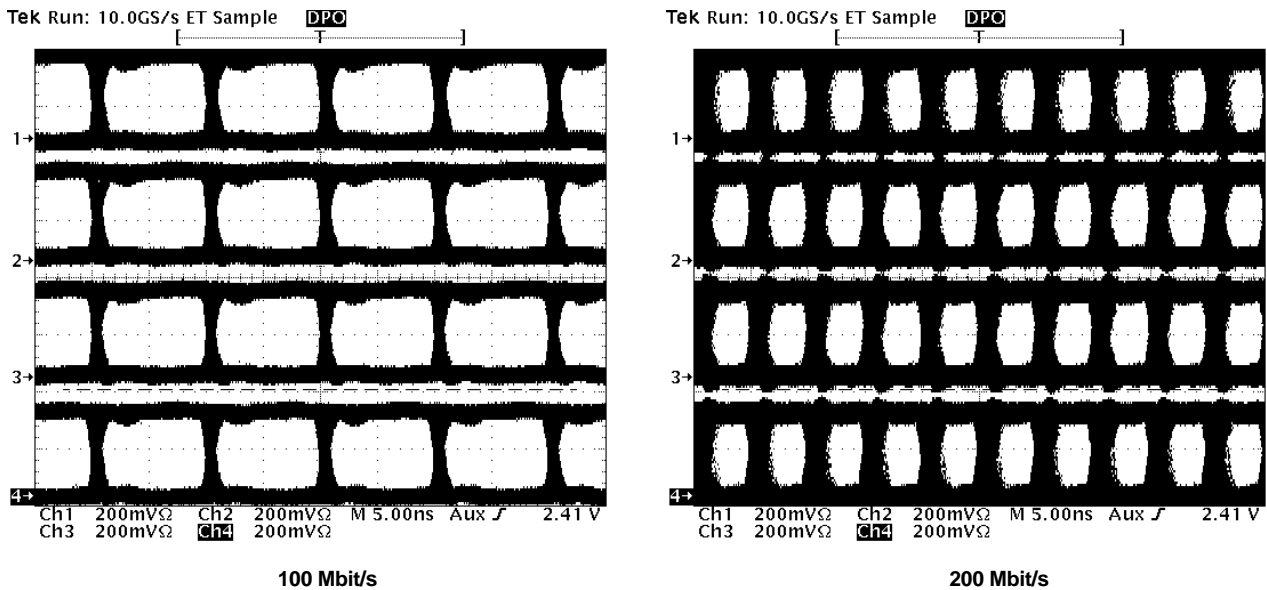 Tek Run: 10.0GS/s ET Sample DPO
1→
2→
3→
4→
Ch1 200mVΩ Ch2 200mVΩ M 5.00ns Aux ʃ 2.41 V
Ch3 200mVΩ Ch4 200mVΩ
100 Mbit/s
Tek Run: 10.0GS/s ET Sample DPO
1→
2→
3→
4→
Ch1 200mVΩ Ch2 200mVΩ M 5.00ns Aux ʃ 2.41 V
Ch3 200mVΩ Ch4 200mVΩ
200 Mbit/s